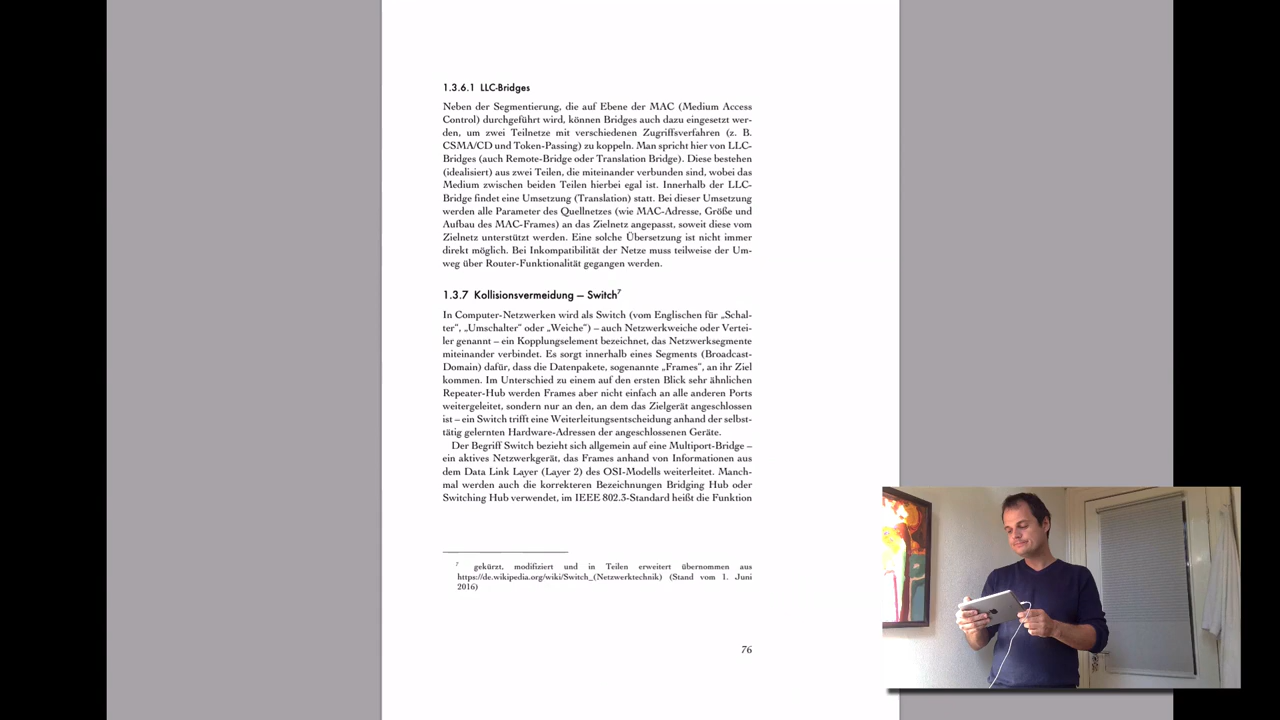 1.3.6.1 LLC-Bridges
Neben der Segmentierung, die auf Ebene der MAC (Medium Access
Control) durchgeführt wird, können Bridges auch dazu eingesetzt wer-
den, um zwei Teilnetze mit verschiedenen Zugriffsverfahren (z. B.
CSMA/CD und Token-Passing) zu koppeln. Man spricht hier von LLC-
Bridges (auch Remote-Bridge oder Translation Bridge). Diese bestehen
(idealisiert) aus zwei Teilen, die miteinander verbunden sind, wobei das
Medium zwischen beiden Teilen hierbei egal ist. Innerhalb der LLC-
Bridge findet eine Umsetzung (Translation) statt. Bei dieser Umsetzung
werden alle Parameter des Quellnetzes (wie MAC-Adresse, Größe und
Aufbau des MAC-Frames) an das Zielnetz angepasst, soweit diese vom
Zielnetz unterstützt werden. Eine solche Übersetzung ist nicht immer
direkt möglich. Bei Inkompatibilität der Netze muss teilweise der Um-
weg über Router-Funktionalität gegangen werden.
1.3.7 Kollisionsvermeidung – Switch7
In Computer-Netzwerken wird als Switch (vom Englischen für „Schal-
ter“, „Umschalter“ oder „Weiche“) – auch Netzwerkweiche oder Vertei-
ler genannt – ein Kopplungselement bezeichnet, das Netzwerksegmente
miteinander verbindet. Es sorgt innerhalb eines Segments (Broadcast-
Domain) dafür, dass die Datenpakete, sogenannte „Frames“, an ihr Ziel
kommen. Im Unterschied zu einem auf den ersten Blick sehr ähnlichen
Repeater-Hub werden Frames aber nicht einfach an alle anderen Ports
weitergeleitet, sondern nur an den, an dem das Zielgerät angeschlossen
ist – ein Switch trifft eine Weiterleitungsentscheidung anhand der selbst-
tätig gelernten Hardware-Adressen der angeschlossenen Geräte.
Der Begriff Switch bezieht sich allgemein auf eine Multiport-Bridge –
ein aktives Netzwerkgerät, das Frames anhand von Informationen aus
dem Data Link Layer (Layer 2) des OSI-Modells weiterleitet. Manch-
mal werden auch die korrekteren Bezeichnungen Bridging Hub oder
Switching Hub verwendet, im IEEE 802.3-Standard heißt die Funktion
7 gekürzt, modifiziert und in Teilen erweitert übernommen aus
https://de.wikipedia.org/wiki/Switch_(Netzwerktechnik) (Stand vom 1. Juni
2016)
76